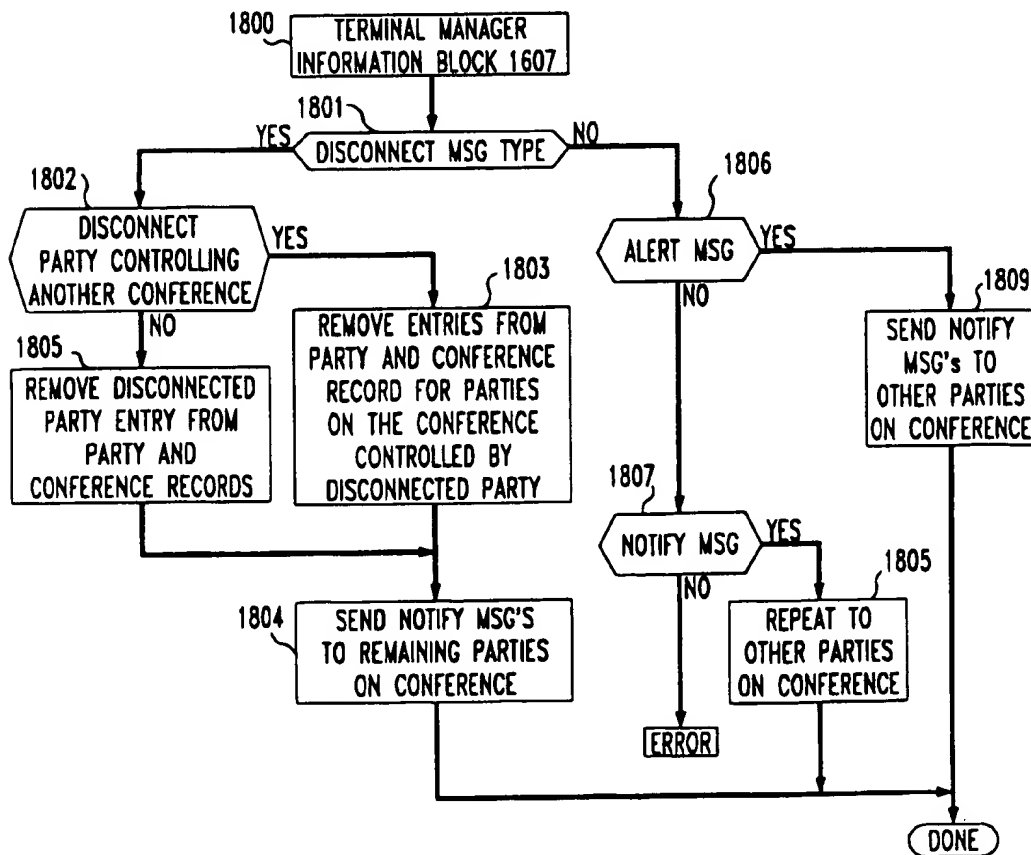 1800
TERMINAL MANAGER
INFORMATION BLOCK 1607
1801
YES
DISCONNECT MSG TYPE
NO
1802
DISCONNECT
PARTY CONTROLLING
ANOTHER CONFERENCE
YES
NO
1803
REMOVE ENTRIES FROM
PARTY AND CONFERENCE
RECORD FOR PARTIES
ON THE CONFERENCE
CONTROLLED BY
DISCONNECTED PARTY
1805
REMOVE DISCONNECTED
PARTY ENTRY FROM
PARTY AND
CONFERENCE RECORDS
1804
SEND NOTIFY MSG'S
TO REMAINING PARTIES
ON CONFERENCE
1806
ALERT MSG
YES
NO
1809
SEND NOTIFY
MSG's TO
OTHER PARTIES
ON CONFERENCE
1807
NOTIFY MSG
YES
NO
1805
REPEAT TO
OTHER PARTIES
ON CONFERENCE
ERROR
DONE